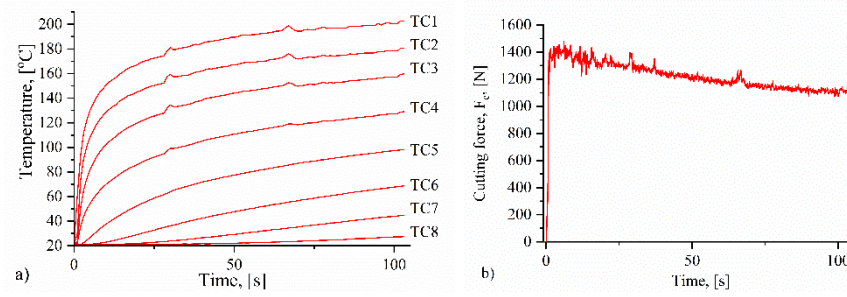 Temperature, [°C]
200
180
160
140
120
100
80
60
40
20
0
50
100
TC1
TC2
TC3
TC4
TC5
TC6
TC7
TC8
a)
Time, [s]
Cutting force, F_c, [N]
1600
1400
1200
1000
800
600
400
200
0
0
50
100
b)
Time, [s]